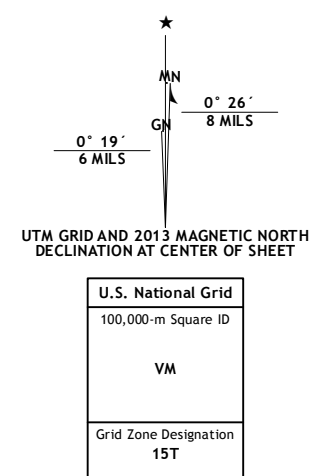 ★
MN
0° 26´
GN
8 MILS
0° 19´
6 MILS
UTM GRID AND 2013 MAGNETIC NORTH
DECLINATION AT CENTER OF SHEET
U.S. National Grid
100,000-m Square ID
VM
Grid Zone Designation
15T